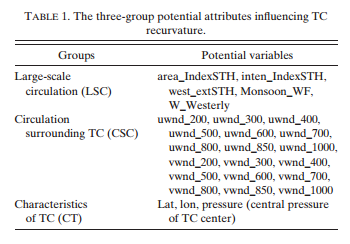 TABLE 1. The three-group potential attributes influencing TC
recurvature.
Groups Potential variables
Large-scale area_IndexSTH, inten_IndexSTH,
circulation (LSC) west_extSTH, Monsoon_WF,
W_Westerly
Circulation uwnd_200, uwnd_300, uwnd_400,
surrounding TC (CSC) uwnd_500, uwnd_600, uwnd_700,
uwnd_800, uwnd_850, uwnd_1000,
vwnd_200, vwnd_300, vwnd_400,
vwnd_500, vwnd_600, vwnd_700,
vwnd_800, vwnd_850, vwnd_1000
Characteristics Lat, lon, pressure (central pressure
of TC (CT) of TC center)